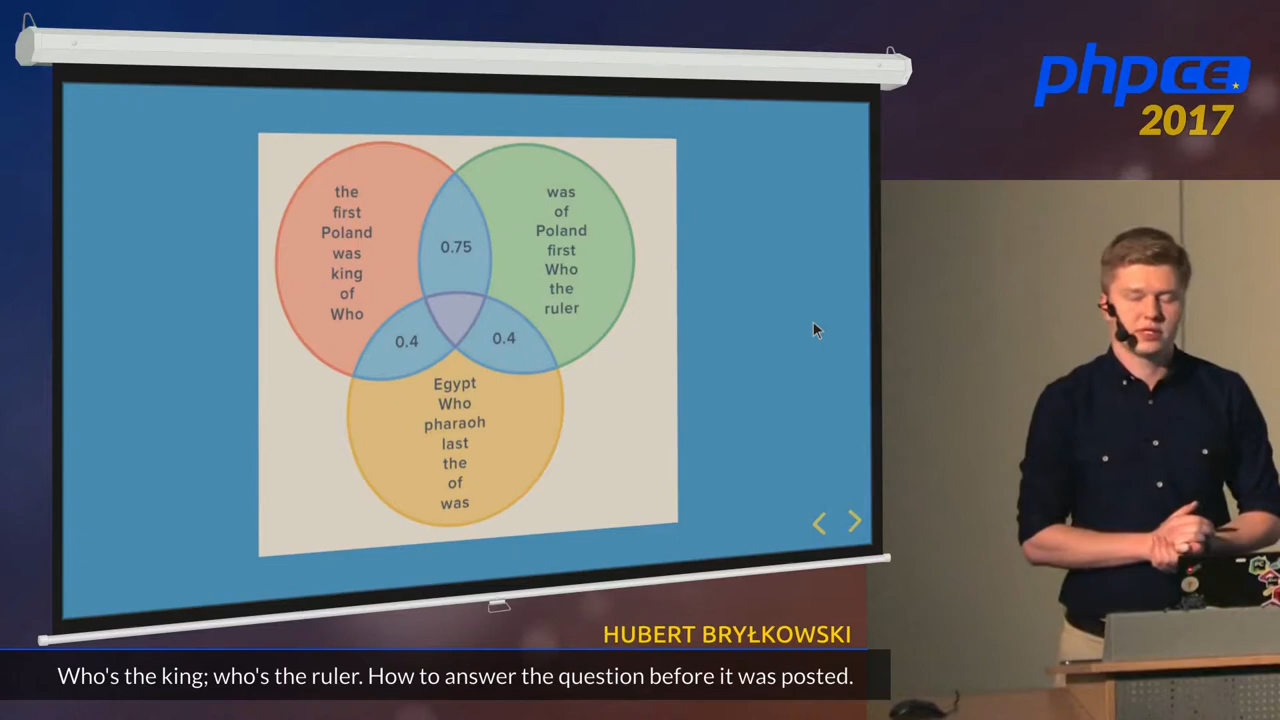 phpCE
2017
the
first
Poland
was
king
of
Who
0.75
was
of
Poland
first
Who
the
ruler
0.4
0.4
Egypt
Who
pharaoh
last
the
of
was
HUBERT BRYŁKOWSKI
Who's the king; who's the ruler. How to answer the question before it was posted.